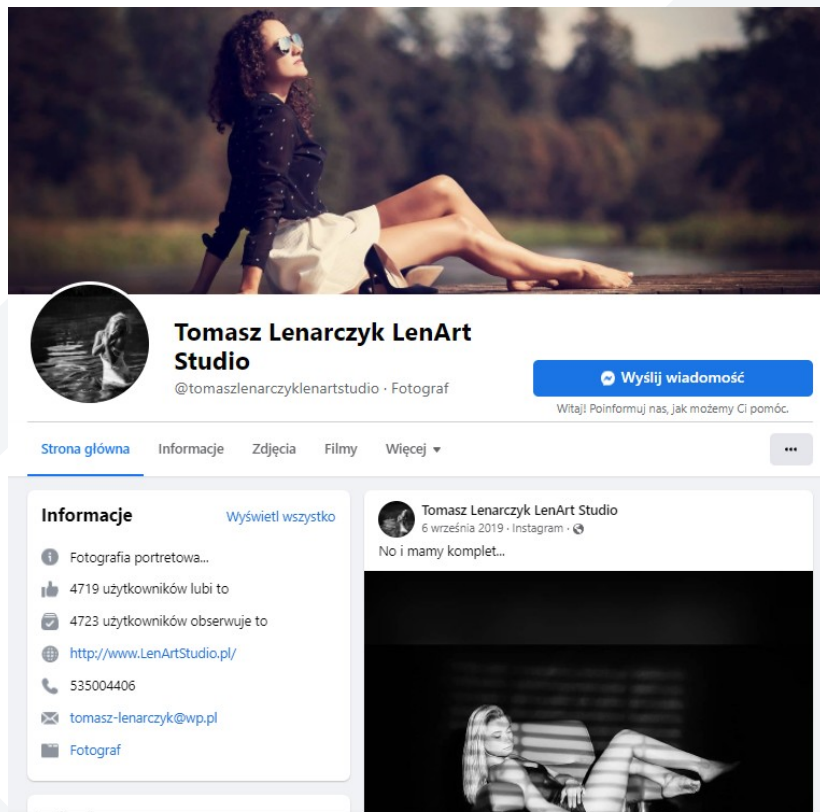 Tomasz Lenarczyk LenArt
Studio
@tomaszlenarczyklenartstudio · Fotograf
Wyślij wiadomość
Witaj! Poinformuj nas, jak możemy Ci pomóc.
Strona główna
Informacje
Zdjęcia
Filmy
Więcej
Informacje
Wyświetl wszystko
Fotografia portretowa...
4719 użytkowników lubi to
4723 użytkowników obserwuje to
http://www.LenArtStudio.pl/
535004406
tomasz-lenarczyk@wp.pl
Fotograf
Tomasz Lenarczyk LenArt Studio
6 września 2019 · Instagram ·
No i mamy komplet...